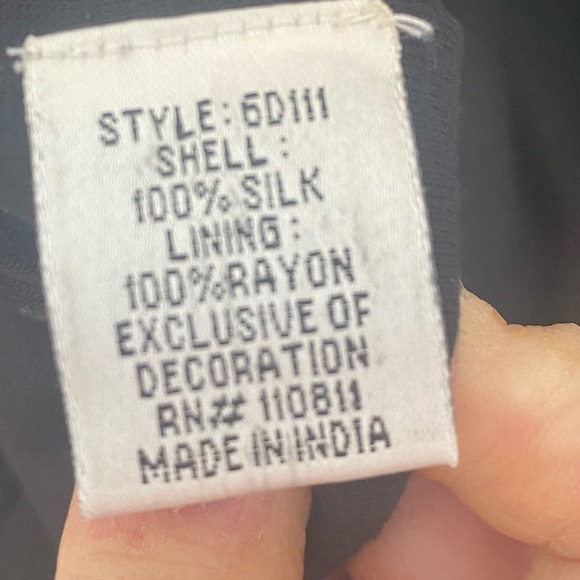 STYLE: 6D111
SHELL:
100% SILK
LINING:
100%RAYON
EXCLUSIVE OF
DECORATION
RN# 110811
MADE IN INDIA